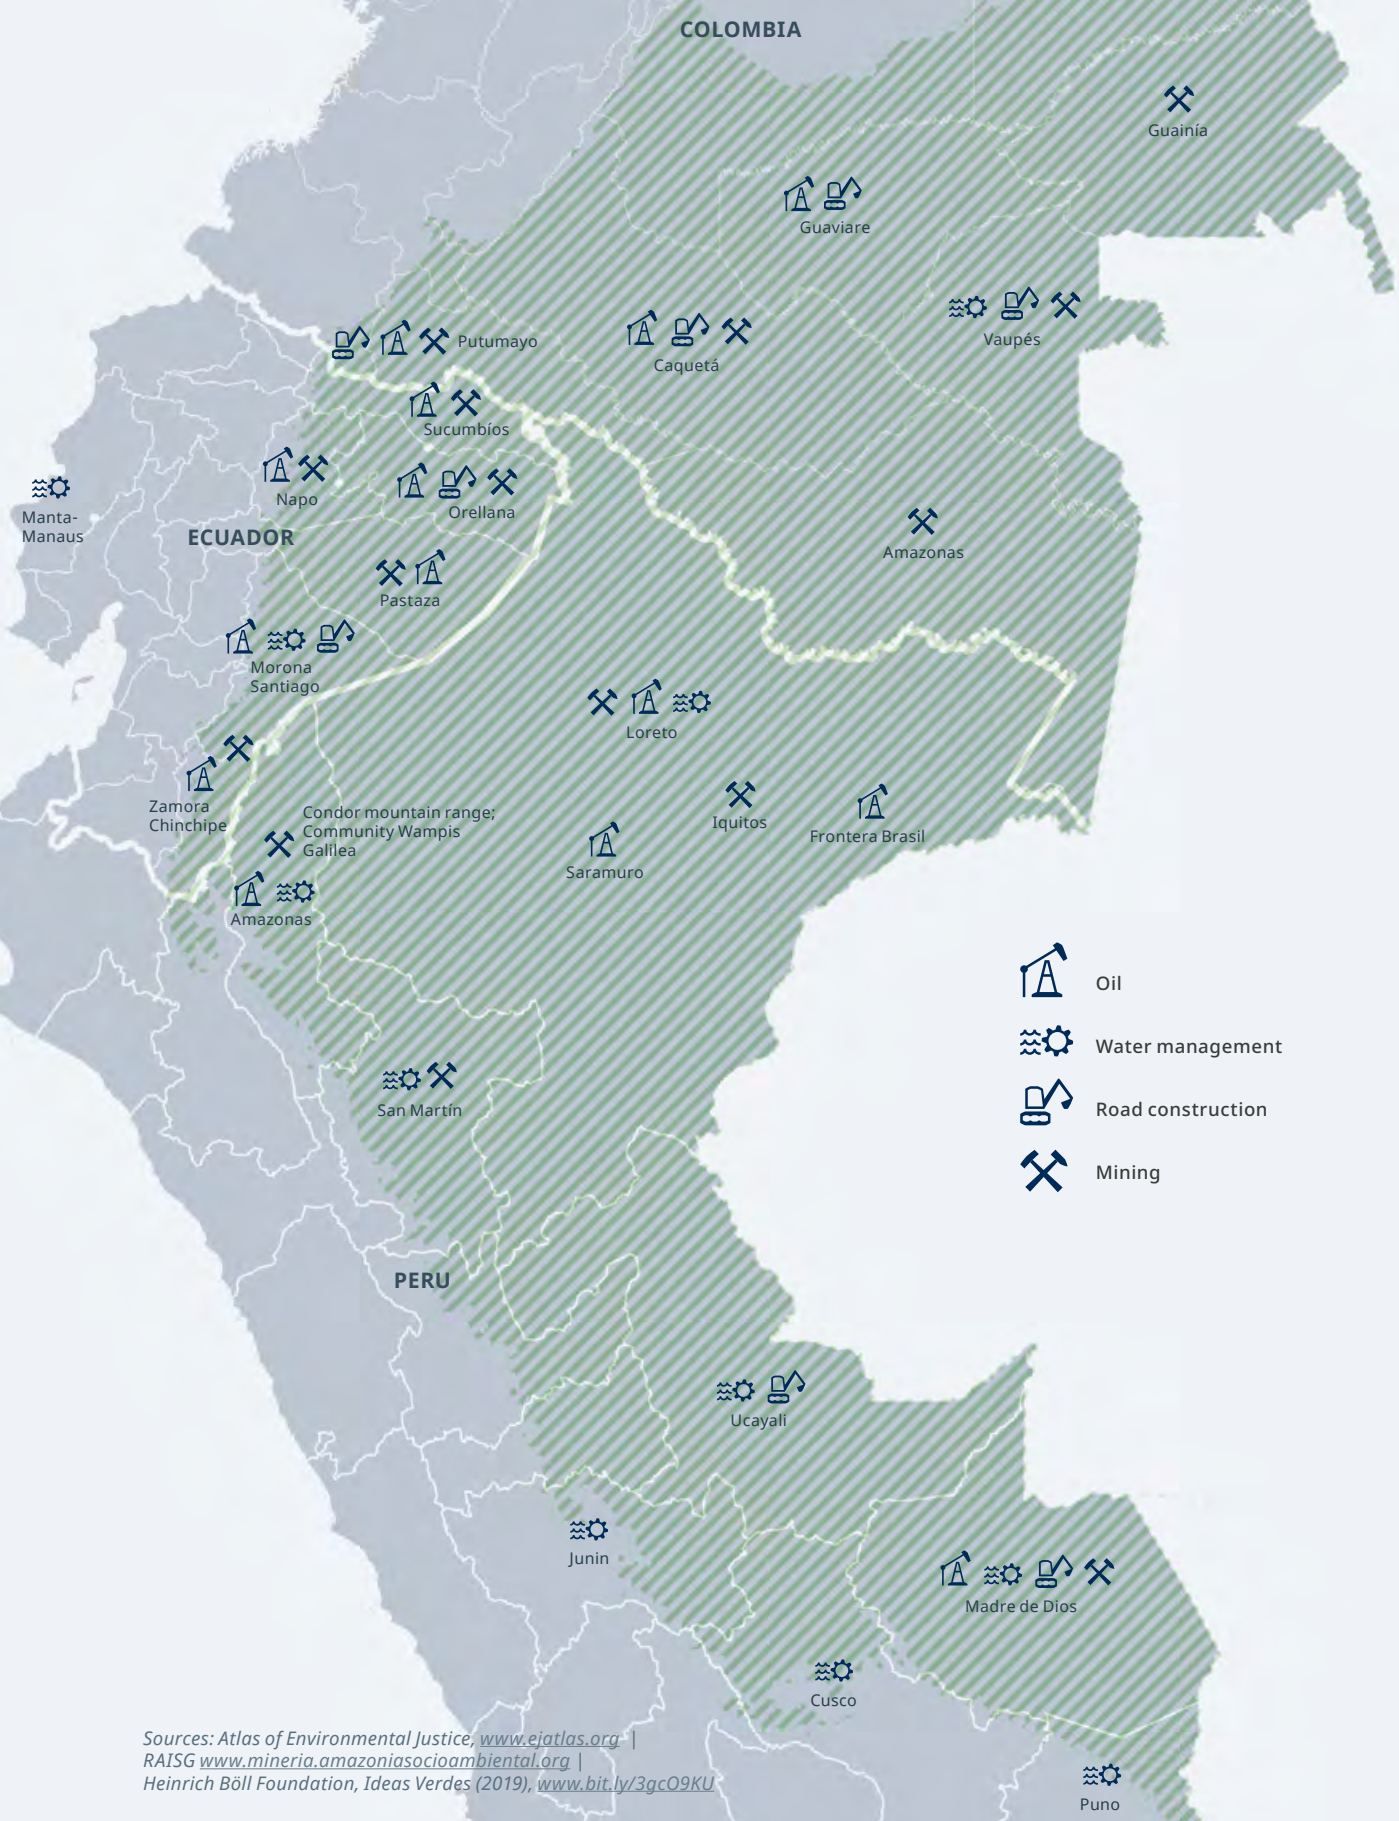 COLOMBIA
Guainía
Guaviare
Vaupés
Putumayo
Caquetá
Sucumbíos
Napo
Orellana
Manta-
Manaus
ECUADOR
Amazonas
Pastaza
Morona
Santiago
Loreto
Zamora
Chinchipe
Condor mountain range;
Community Wampis
Galilea
Iquitos
Frontera Brasil
Saramuro
Amazonas
Oil
Water management
Road construction
Mining
San Martín
PERU
Ucayali
Junin
Madre de Dios
Cusco
Puno
Sources: Atlas of Environmental Justice, www.ejatlas.org |
RAISG www.mineria.amazoniasocioambiental.org |
Heinrich Böll Foundation, Ideas Verdes (2019), www.bit.ly/3gcO9KU